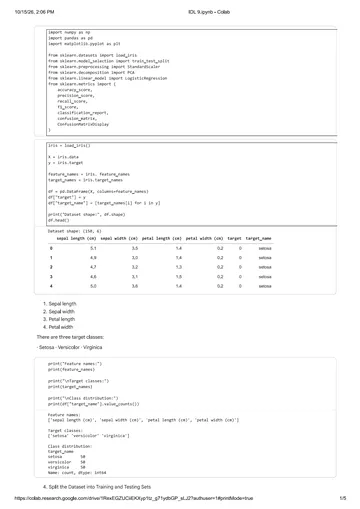 10/15/26, 2:06 PM
IDL 9.ipynb - Colab
import numpy as np
import pandas as pd
import matplotlib.pyplot as plt
from sklearn.datasets import load_iris
from sklearn.model_selection import train_test_split
from sklearn.preprocessing import StandardScaler
from sklearn.decomposition import PCA
from sklearn.linear_model import LogisticRegression
from sklearn.metrics import (
accuracy_score,
precision_score,
recall_score,
f1_score,
classification_report,
confusion_matrix,
ConfusionMatrixDisplay
)
iris = load_iris()
X = iris.data
y = iris.target
feature_names = iris. feature_names
target_names = iris.target_names
df = pd.DataFrame(X, columns=feature_names)
df["target"] = y
df["target_name"] = [target_names[i] for i in y]
print("Dataset shape:", df.shape)
df.head()
Dataset shape: (150, 6)
sepal length (cm) sepal width (cm) petal length (cm) petal width (cm) target target_name
0 5.1 3.5 1.4 0.2 0 setosa
1 4.9 3.0 1.4 0.2 0 setosa
2 4.7 3.2 1.3 0.2 0 setosa
3 4.6 3.1 1.5 0.2 0 setosa
4 5.0 3.6 1.4 0.2 0 setosa
1. Sepal length
2. Sepal width
3. Petal length
4. Petal width
There are three target classes:
- Setosa - Versicolor - Virginica
print("Feature names:")
print(feature_names)
print("\nTarget classes:")
print(target_names)
print("\nClass distribution:")
print(df["target_name"].value_counts())
Feature names:
['sepal length (cm)', 'sepal width (cm)', 'petal length (cm)', 'petal width (cm)']
Target classes:
['setosa' 'versicolor' 'virginica']
Class distribution:
target_name
setosa 50
versicolor 50
virginica 50
Name: count, dtype: int64
4. Split the Dataset into Training and Testing Sets
1/5